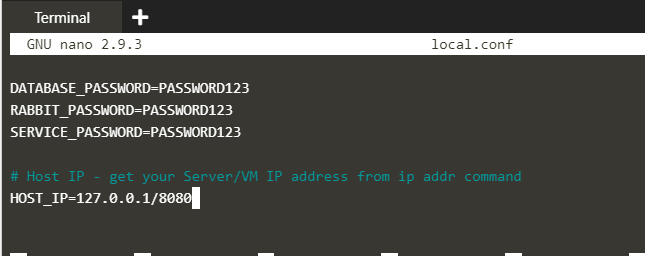 Terminal
GNU nano 2.9.3 local.conf
DATABASE_PASSWORD=PASSWORD123
RABBIT_PASSWORD=PASSWORD123
SERVICE_PASSWORD=PASSWORD123
# Host IP - get your Server/VM IP address from ip addr command
HOST_IP=127.0.0.1/8080